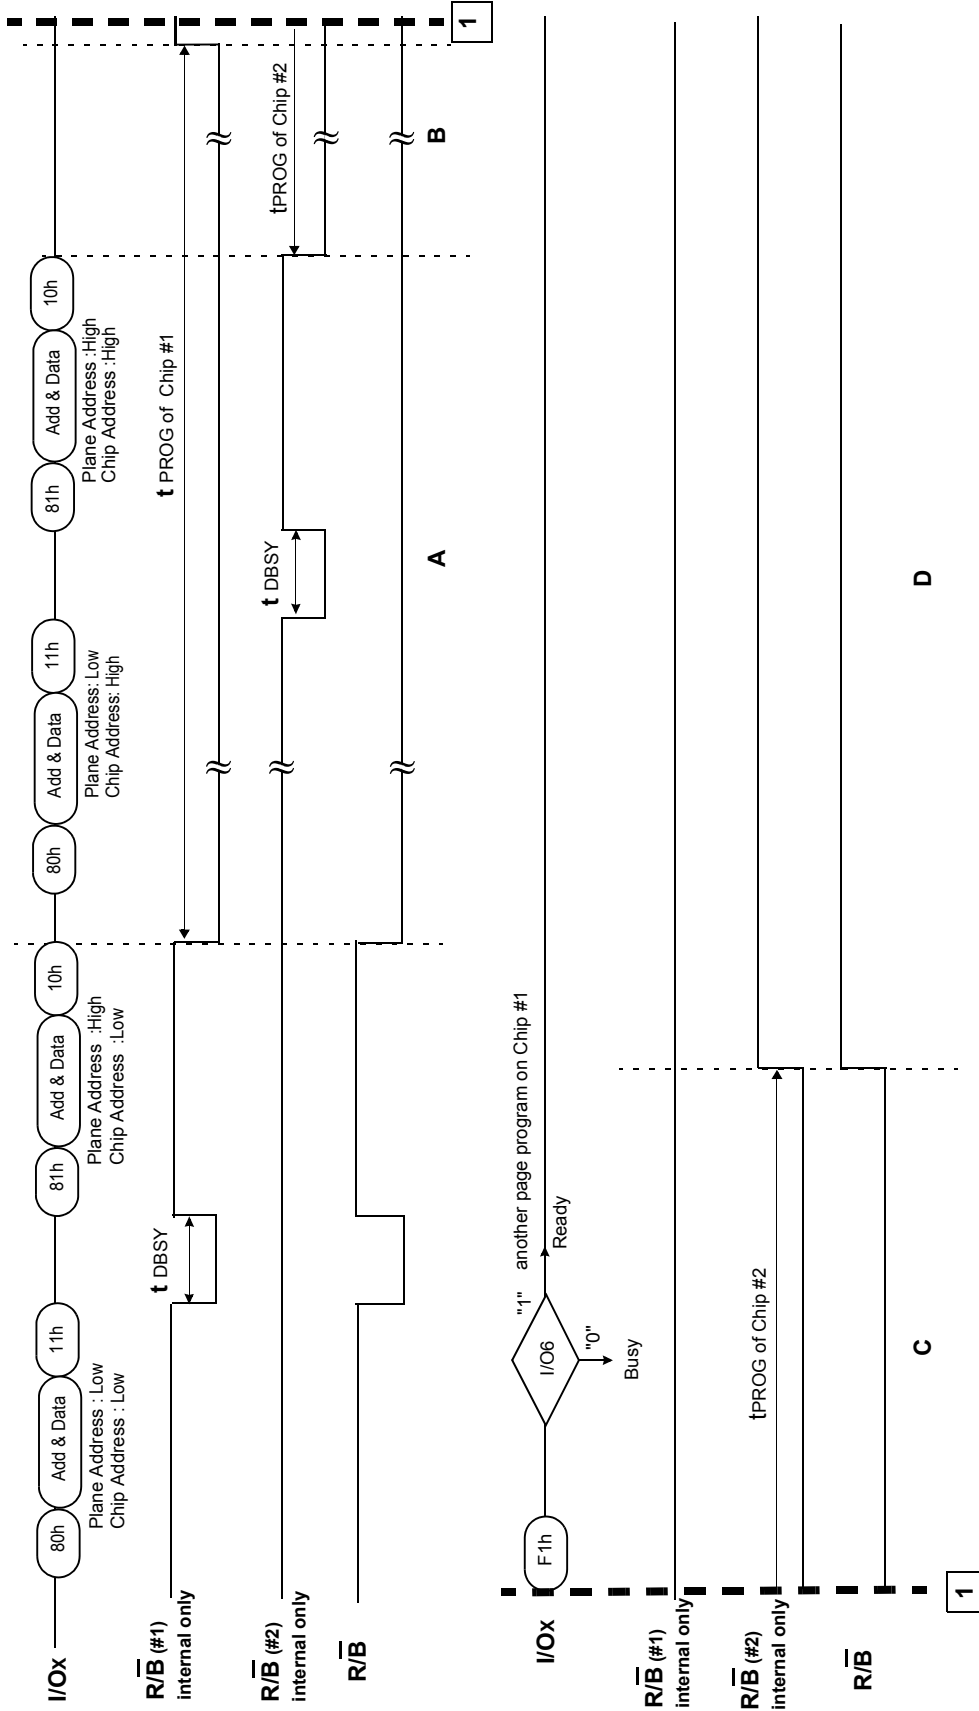 I/Ox
80h
Add & Data
11h
81h
Add & Data
10h
80h
Add & Data
11h
81h
Add & Data
10h
Plane Address : Low
Chip Address : Low
Plane Address :High
Chip Address :Low
Plane Address: Low
Chip Address: High
Plane Address :High
Chip Address :High
R/B (#1)
internal only
t DBSY
t PROG of Chip #1
R/B (#2)
internal only
t DBSY
tPROG of Chip #2
R/B
A
B
1
I/Ox
F1h
I/O6
"1"
another page program on Chip #1
Ready
"0"
Busy
R/B (#1)
internal only
R/B (#2)
internal only
tPROG of Chip #2
R/B
C
D
1